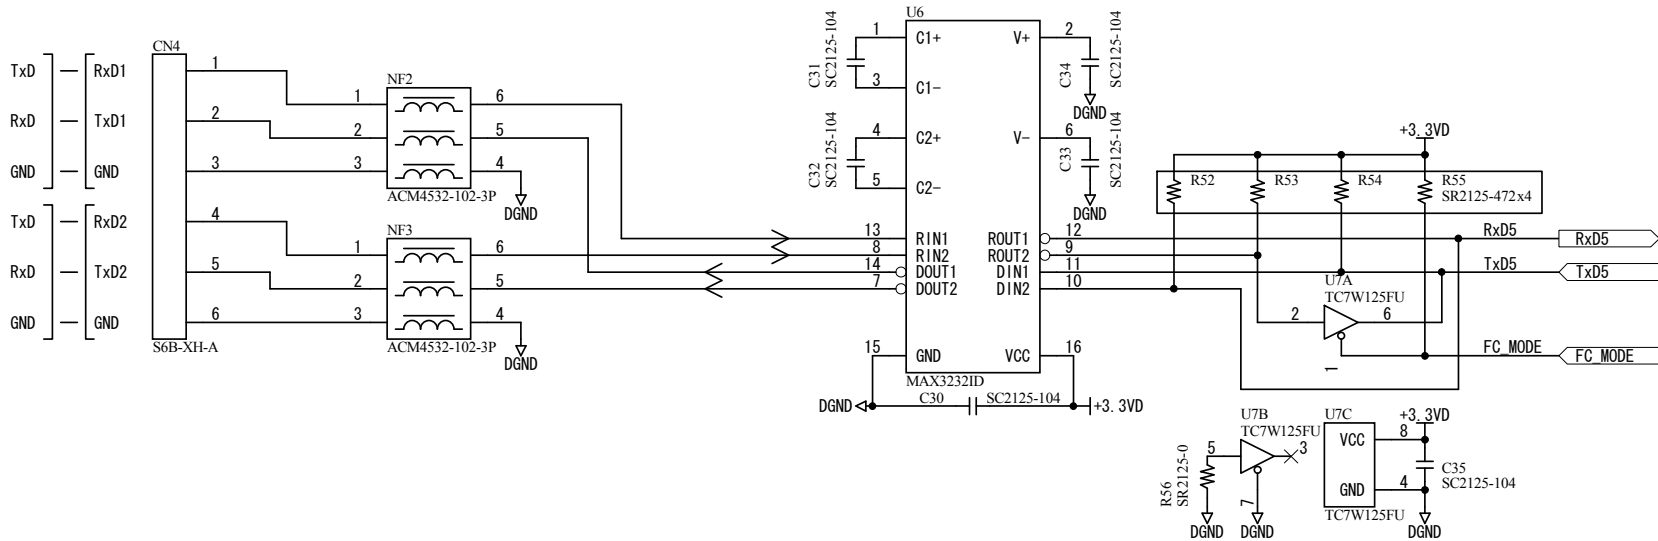 CN4
TxD — RxD1
RxD — TxD1
GND — GND
TxD — RxD2
RxD — TxD2
GND — GND
1
2
3
4
5
6
S6B-XH-A
NF2
1 6
2 5
3 4
ACM4532-102-3P
DGND
NF3
1 6
2 5
3 4
ACM4532-102-3P
DGND
U6
1 C1+ V+ 2
3 C1- 
4 C2+ V- 6
5 C2-
13 RIN1 ROUT1 12
8 RIN2 ROUT2 9
14 DOUT1 DIN1 11
7 DOUT2 DIN2 10
15 GND VCC 16
MAX3232ID
C31
SC2125-104
C32
SC2125-104
C34
SC2125-104
DGND
C33
SC2125-104
DGND
DGND C30 SC2125-104 +3.3VD
+3.3VD
R52 R53 R54 R55
SR2125-472x4
RxD5 RxD5
TxD5 TxD5
U7A
TC7W125FU
2 6
1
FC_MODE FC_MODE
U7B
TC7W125FU
5 3
7
R56
SR2125-0
DGND DGND
U7C
+3.3VD
VCC 8
GND 4
TC7W125FU
C35
SC2125-104
DGND